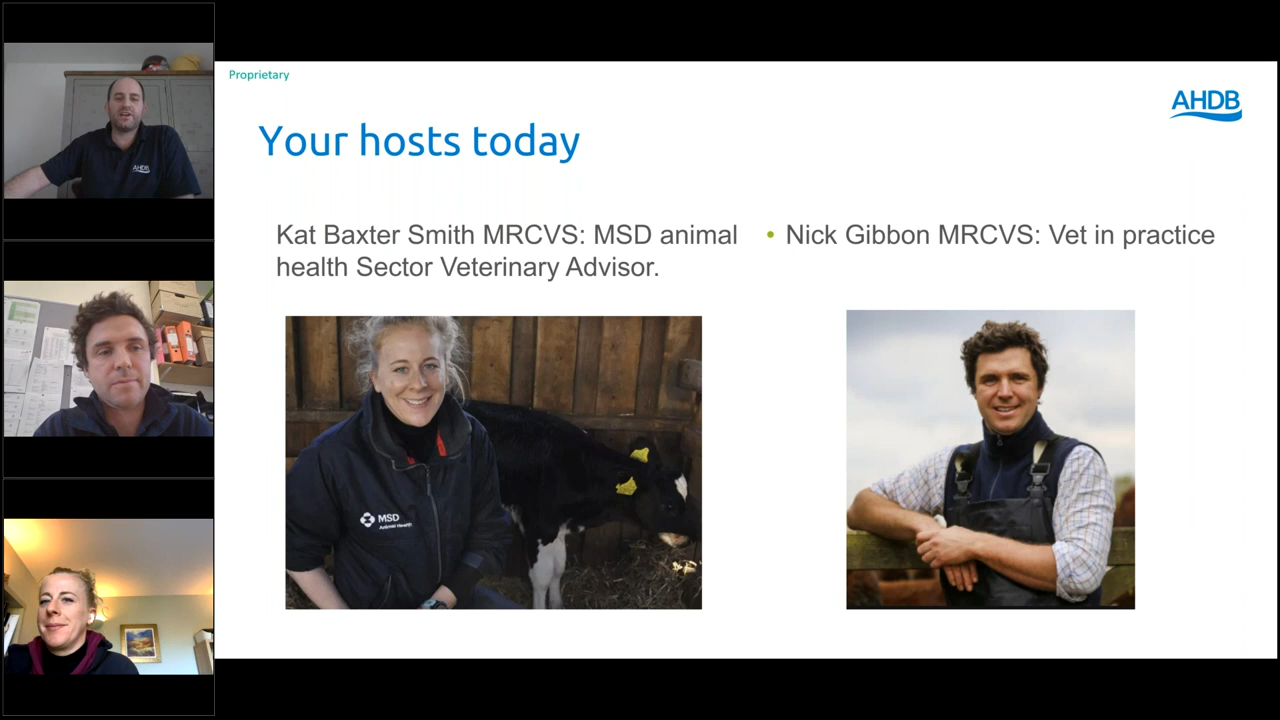 Proprietary
AHDB
Your hosts today
Kat Baxter Smith MRCVS: MSD animal
health Sector Veterinary Advisor.
• Nick Gibbon MRCVS: Vet in practice
AHDB
MSD
Animal Health